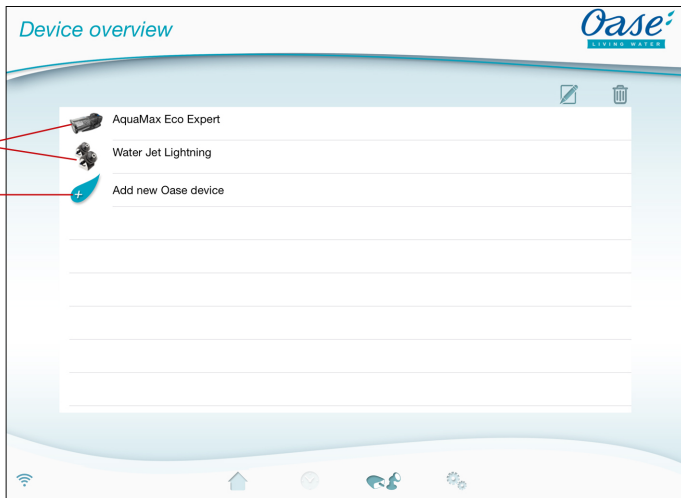 Device overview
Oase
LIVING WATER
AquaMax Eco Expert
Water Jet Lightning
+
Add new Oase device